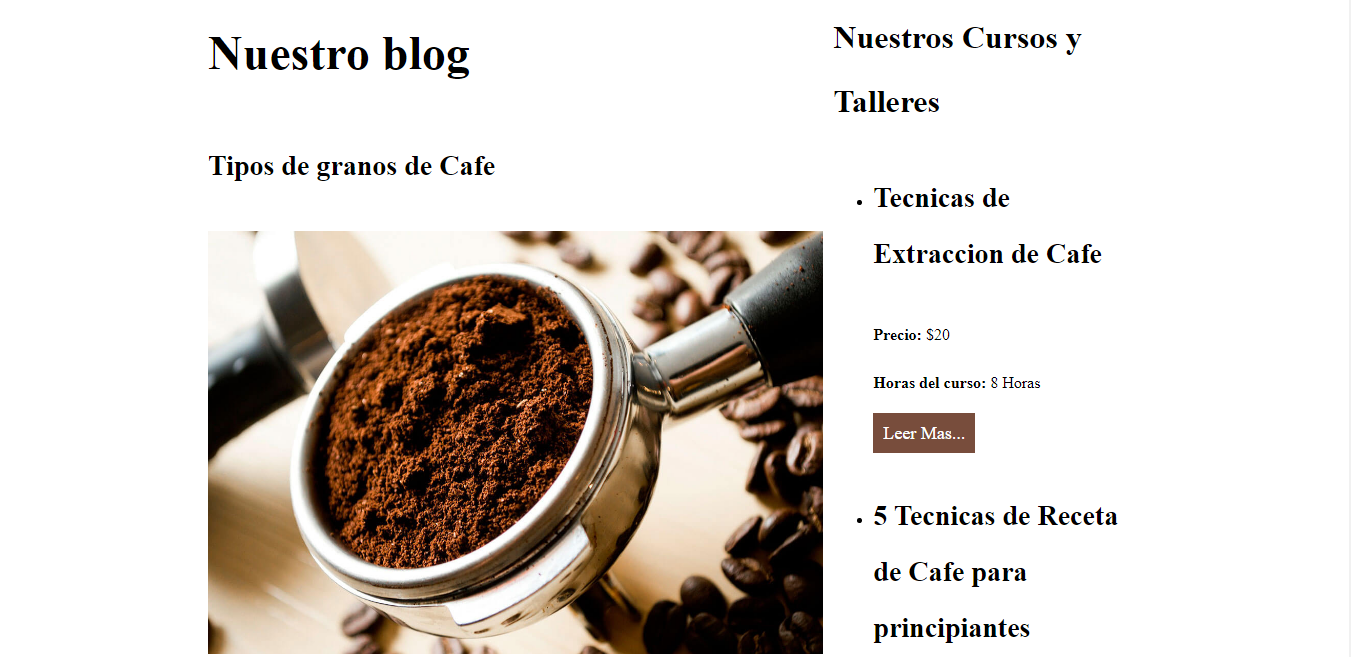 Nuestro blog
Tipos de granos de Cafe
Nuestros Cursos y
Talleres
Tecnicas de
Extraccion de Cafe
Precio: $20
Horas del curso: 8 Horas
Leer Mas...
5 Tecnicas de Receta
de Cafe para
principiantes